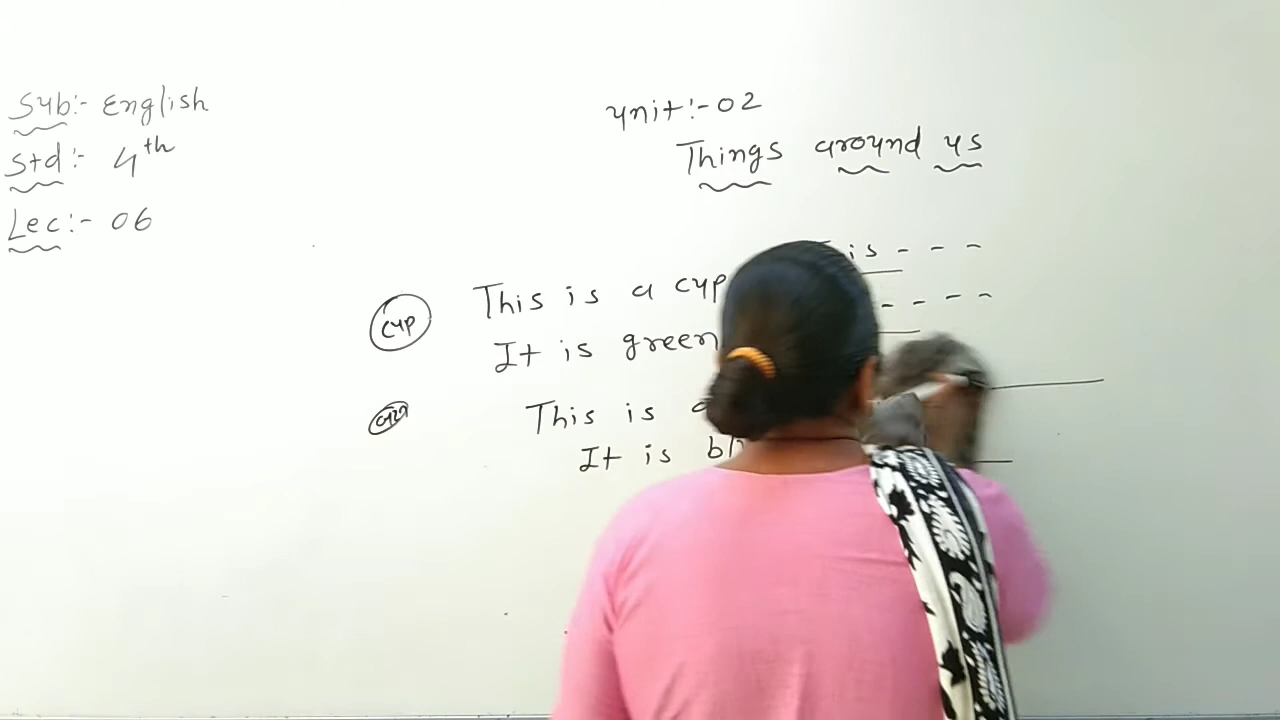 Sub:- English
Std:- 4th
Lec:- 06
Unit:- 02
Things around us
is - - -
cup This is a cup - - - -
It is green
This is
It is